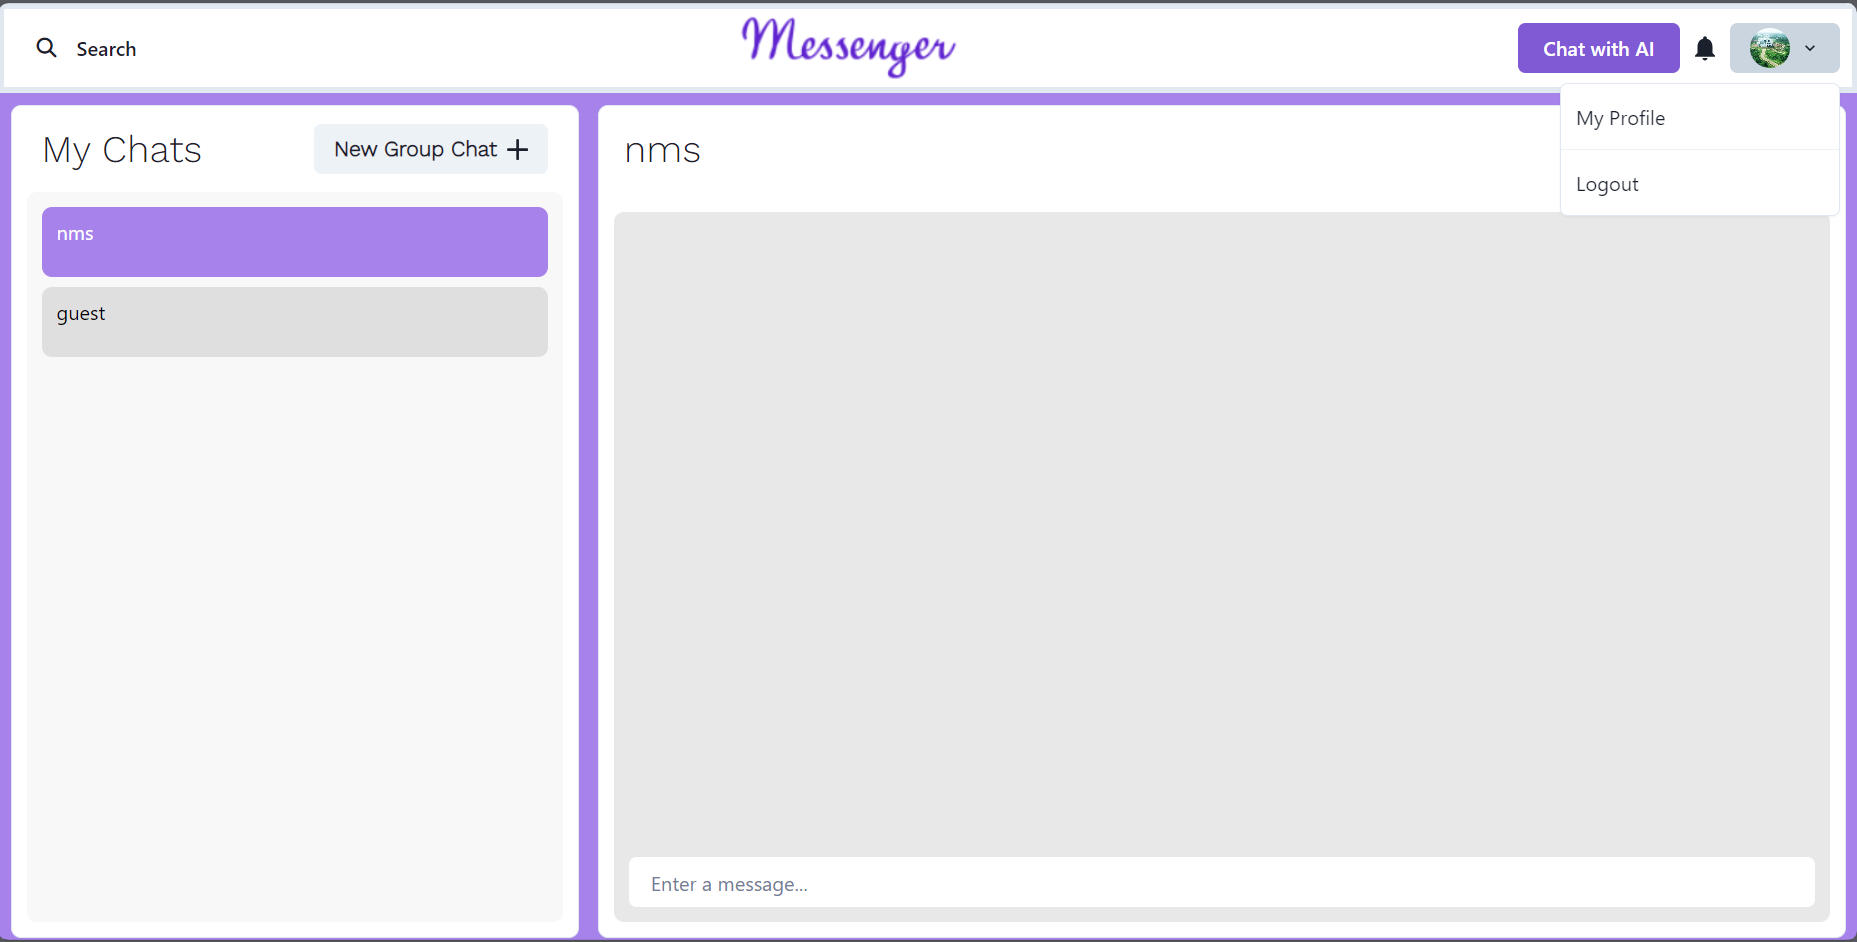 Search
Messenger
Chat with AI
My Profile
Logout
My Chats
New Group Chat
nms
guest
nms
Enter a message...